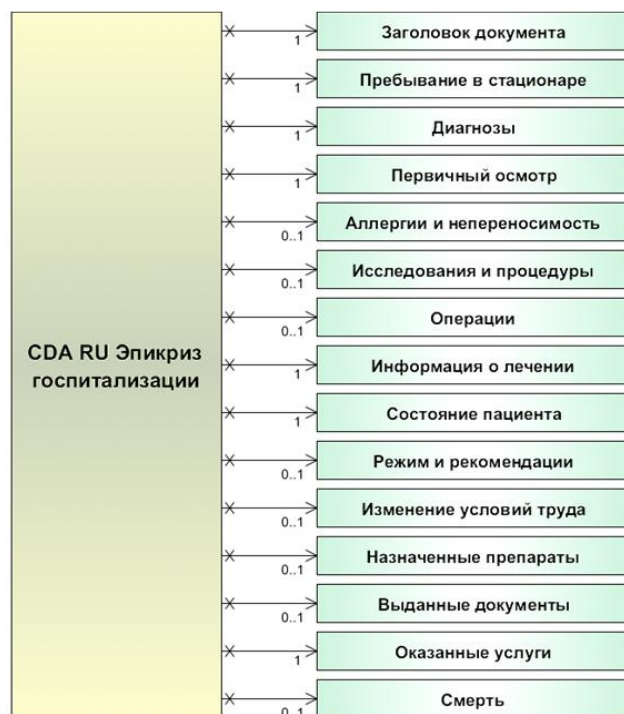 Заголовок документа
1
Пребывание в стационаре
1
Диагнозы
1
Первичный осмотр
1
Аллергии и непереносимость
0..1
Исследования и процедуры
0..1
Операции
0..1
CDA RU Эпикриз
госпитализации
Информация о лечении
1
Состояние пациента
1
Режим и рекомендации
0..1
Изменение условий труда
0..1
Назначенные препараты
0..1
Выданные документы
0..1
Оказанные услуги
1
Смерть
0..1